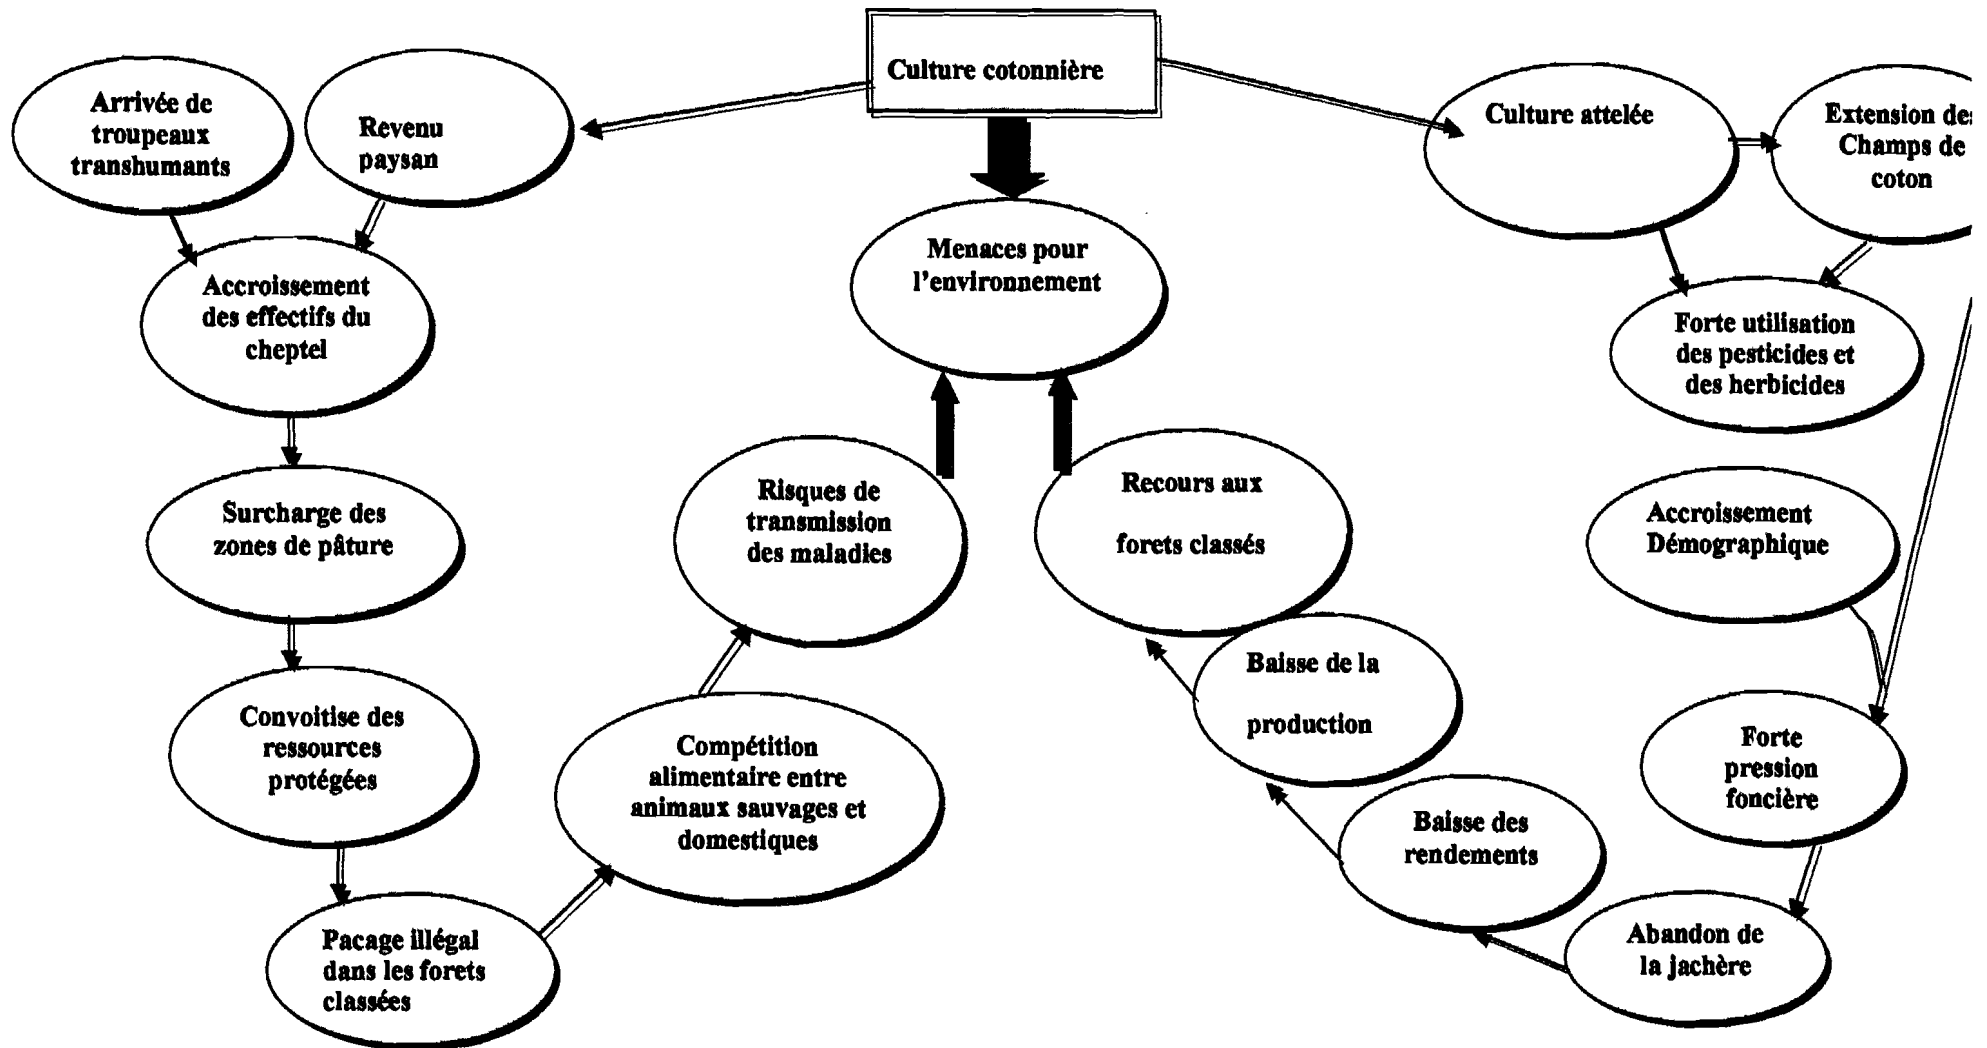 Culture cotonnière
Arrivée de
troupeaux
transhumants
Revenu
paysan
Culture attelée
Extension des
Champs de
coton
Menaces pour
l'environnement
Accroissement
des effectifs du
cheptel
Forte utilisation
des pesticides et
des herbicides
Surcharge des
zones de pâture
Risques de
transmission
des maladies
Recours aux
forets classés
Accroissement
Démographique
Convoitise des
ressources
protégées
Compétition
alimentaire entre
animaux sauvages et
domestiques
Baisse de la
production
Forte
pression
foncière
Baisse des
rendements
Pacage illégal
dans les forets
classées
Abandon de
la jachère